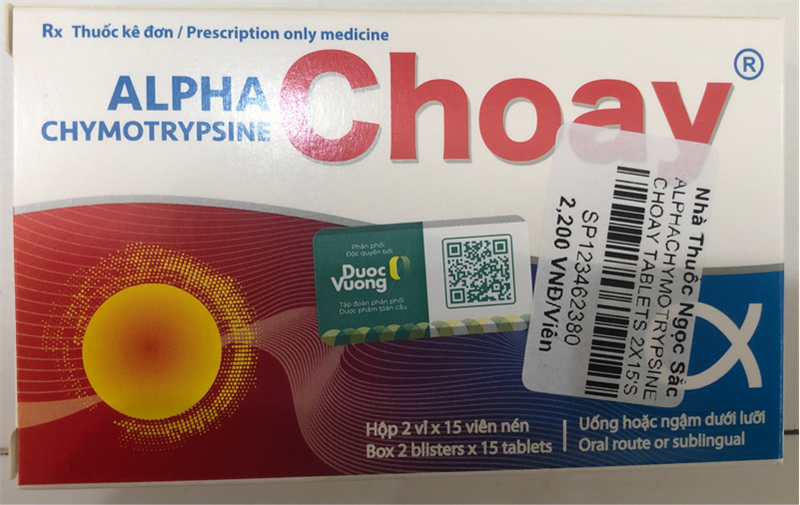 Rx Thuốc kê đơn / Prescription only medicine
ALPHA
CHYMOTRYPSINE
Choay®
Phân phối
Độc quyền bởi
Duoc
Vuong
Tập đoàn phân phối
Dược phẩm toàn cầu
Nhà Thuốc Ngọc Sắc
ALPHACHYMOTRYPSINE
CHOAY TABLETS 2X15'S
SP123462380
2,200 VNĐ/Viên
Hộp 2 vỉ x 15 viên nén
Box 2 blisters x 15 tablets
Uống hoặc ngậm dưới lưỡi
Oral route or sublingual